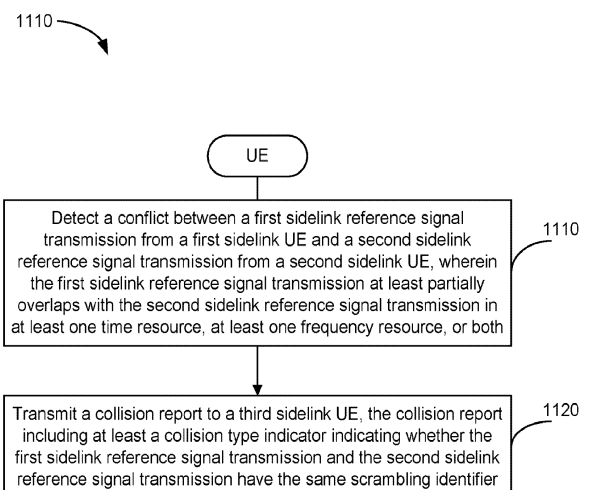 1110
UE
Detect a conflict between a first sidelink reference signal
transmission from a first sidelink UE and a second sidelink
reference signal transmission from a second sidelink UE, wherein
the first sidelink reference signal transmission at least partially
overlaps with the second sidelink reference signal transmission in
at least one time resource, at least one frequency resource, or both
1110
Transmit a collision report to a third sidelink UE, the collision report
including at least a collision type indicator indicating whether the
first sidelink reference signal transmission and the second sidelink
reference signal transmission have the same scrambling identifier
1120